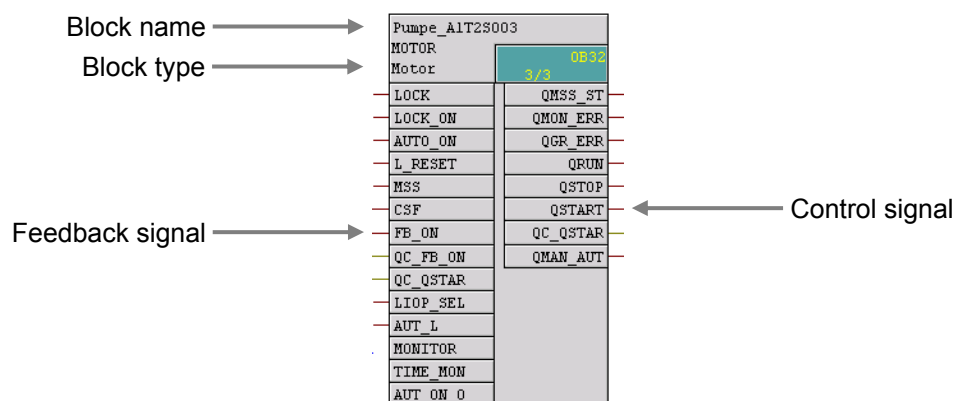 Block name
Block type
Feedback signal
Pumpe_A1T2S003
MOTOR
Motor
OB32
3/3
LOCK
LOCK_ON
AUTO_ON
L_RESET
MSS
CSF
FB_ON
QC_FB_ON
QC_QSTAR
LIOP_SEL
AUT_L
MONITOR
TIME_MON
AUT_ON_O
QMSS_ST
QMON_ERR
QGR_ERR
QRUN
QSTOP
QSTART
QC_QSTAR
QMAN_AUT
Control signal